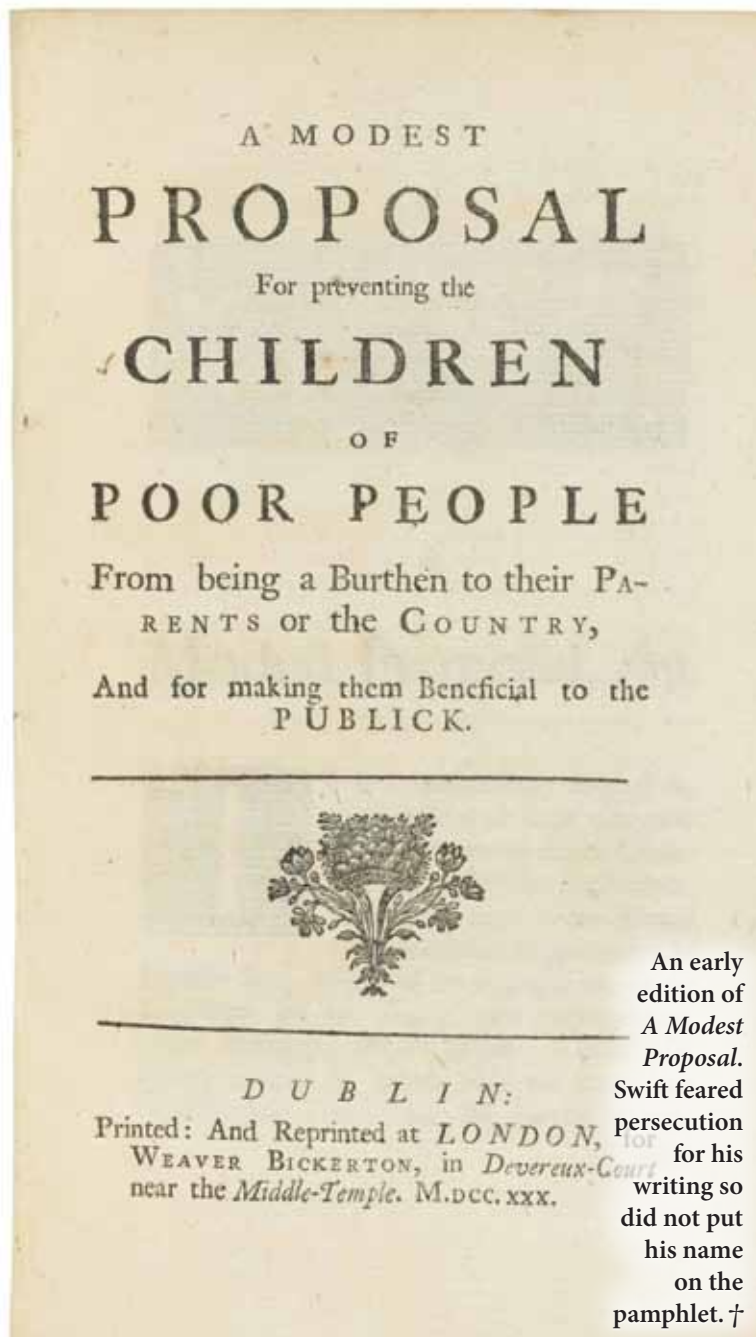 A MODEST
PROPOSAL
For preventing the
CHILDREN
OF
POOR PEOPLE
From being a Burthen to their PA-
RENTS or the COUNTRY,
And for making them Beneficial to the
PUBLICK.
DUBLIN:
Printed: And Reprinted at LONDON, for
WEAVER BICKERTON, in Devereux-Court
near the Middle-Temple. M.DCC.XXX.
An early
edition of
A Modest
Proposal.
Swift feared
persecution
for his
writing so
did not put
his name
on the
pamphlet. †